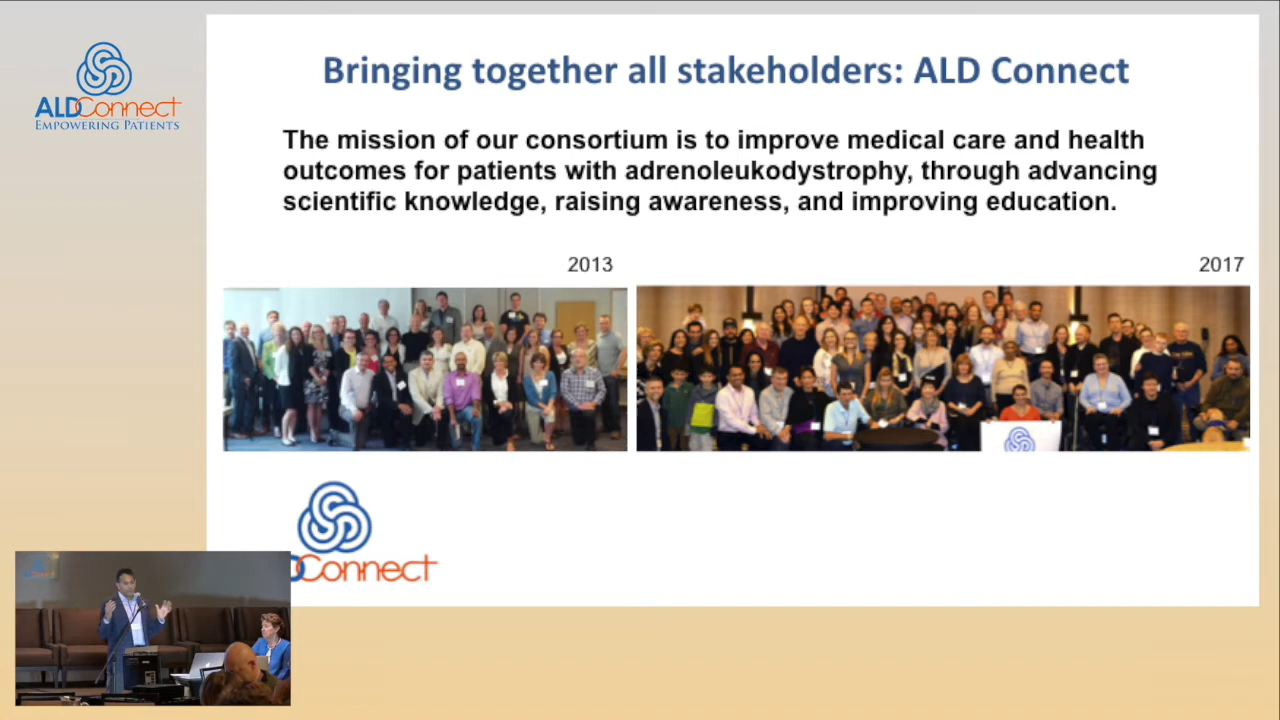 ALDConnect
EMPOWERING PATIENTS
Bringing together all stakeholders: ALD Connect
The mission of our consortium is to improve medical care and health
outcomes for patients with adrenoleukodystrophy, through advancing
scientific knowledge, raising awareness, and improving education.
2013
2017
DConnect